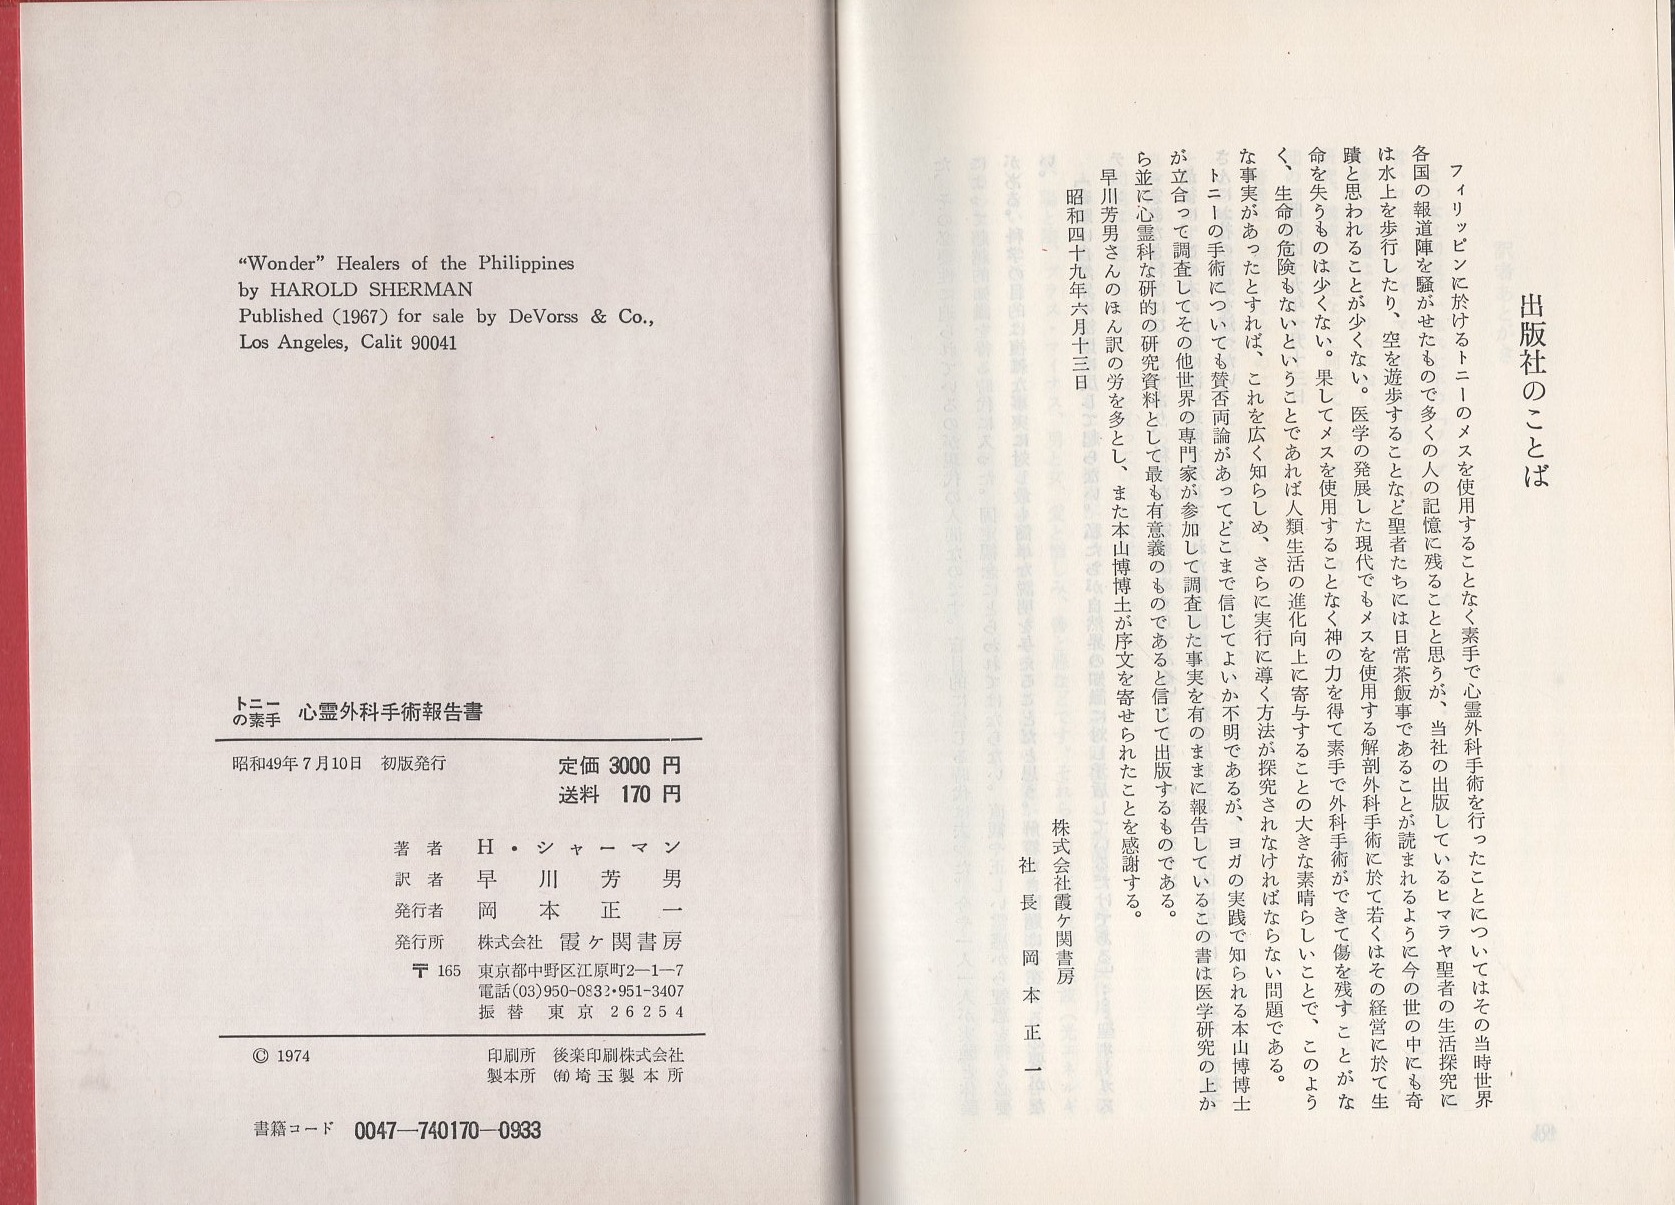 出版社のことば
フィリッピンに於けるトニーのメスを使用することなく素手で心霊外科手術を行ったことについてはその当時世界
各国の報道陣を騒がせたもので多くの人の記憶に残ることと思うが、当社の出版しているヒマラヤ聖者の生活探究に
は水上を歩行したり、空を遊歩することなど聖者たちには日常茶飯事であることが読まれるように今の世の中にも奇
蹟と思われることが少くない。医学の発展した現代でもメスを使用する解剖外科手術に於て若くはその経営に於て生
命を失うものは少くない。果してメスを使用することなく神の力を得て素手で外科手術ができて傷を残すことがな
く、生命の危険もないということであれば人類生活の進化向上に寄与することの大きな素晴らしいことで、このよう
な事実があったとすれば、これを広く知らしめ、さらに実行に導く方法が探究されなければならない問題である。
トニーの手術についても賛否両論があってどこまで信じてよいか不明であるが、ヨガの実践で知られる本山博博士
が立合って調査してその他世界の専門家が参加して調査した事実を有のままに報告しているこの書は医学研究の上か
ら並に心霊科な研的の研究資料として最も有意義のものであると信じて出版するものである。
早川芳男さんのほん訳の労を多とし、また本山博博士が序文を寄せられたことを感謝する。
昭和四十九年六月十三日
株式会社霞ケ関書房
社長 岡本正一
“Wonder” Healers of the Philippines
by HAROLD SHERMAN
Published (1967) for sale by DeVorss & Co.,
Los Angeles, Calit 90041
トニーの素手 心霊外科手術報告書
昭和49年7月10日 初版発行
定価 3000 円
送料 170 円
著者 H・シャーマン
訳者 早川芳男
発行者 岡本正一
発行所 株式会社 霞ケ関書房
〒165 東京都中野区江原町2―1―7
電話(03)950-0832・951-3407
振替 東京 26254
© 1974
印刷所 後楽印刷株式会社
製本所 (有)埼玉製本所
書籍コード 0047―740170―0933